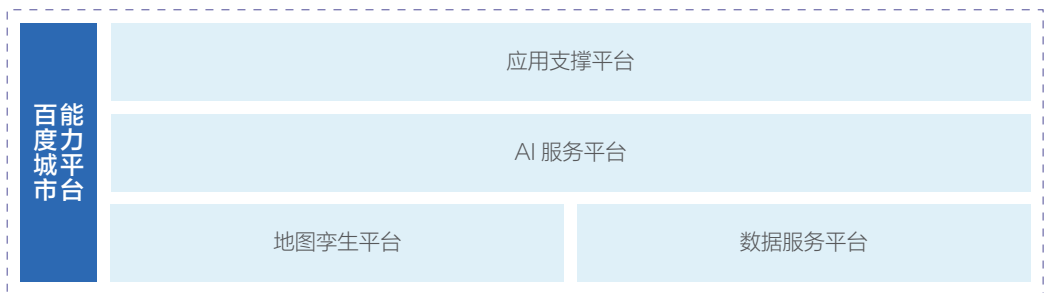 百度城市
能力平台
应用支撑平台
AI 服务平台
地图孪生平台
数据服务平台